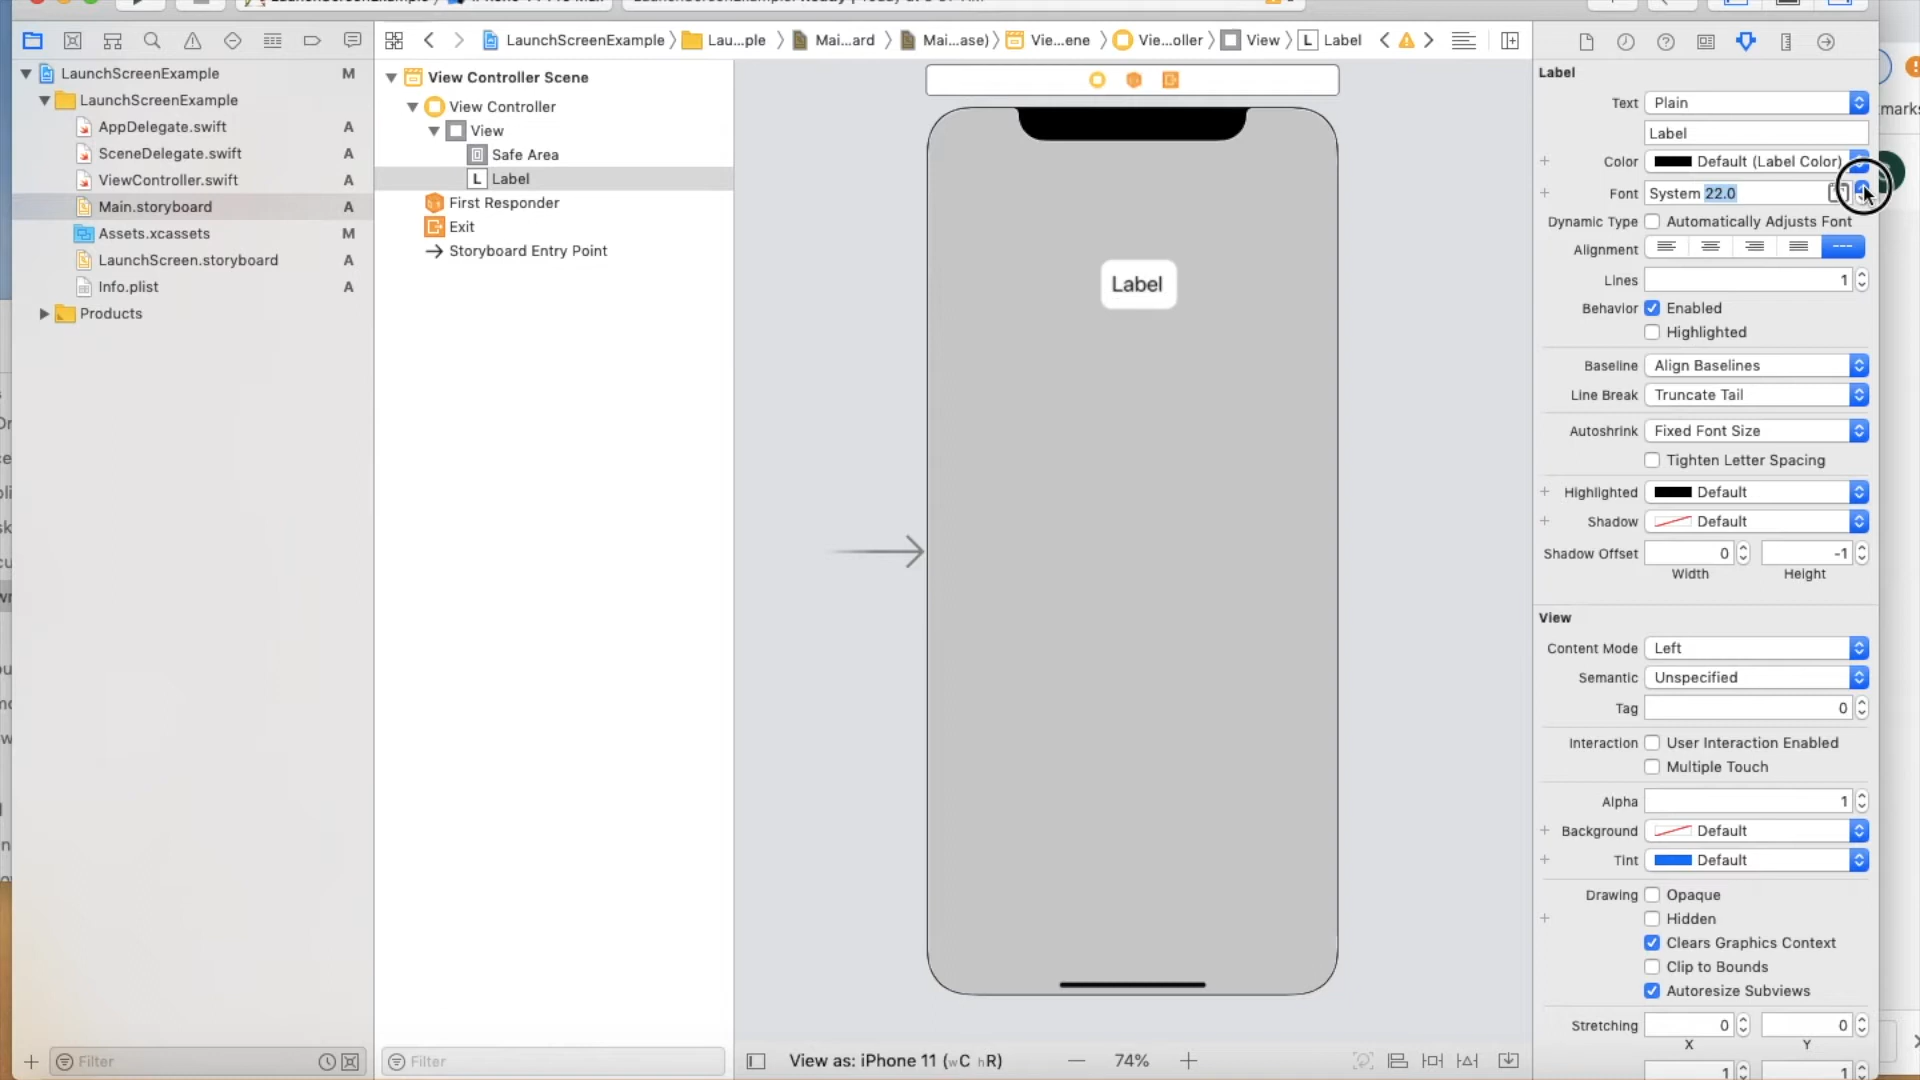 LaunchScreenExample
M
LaunchScreenExample
AppDelegate.swift
A
SceneDelegate.swift
A
ViewController.swift
A
Main.storyboard
A
Assets.xcassets
M
LaunchScreen.storyboard
A
Info.plist
A
Products
Filter
View Controller Scene
View Controller
View
Safe Area
L Label
First Responder
Exit
Storyboard Entry Point
Filter
LaunchScreenExample
Lau...ple
Mai...ard
Mai...ase)
Vie...ene
Vie...oller
View
L Label
Label
View as: iPhone 11 (wC hR)
74%
Label
Text Plain
Label
Color Default (Label Color)
Font System 22.0
Dynamic Type Automatically Adjusts Font
Alignment
Lines 1
Behavior Enabled
Highlighted
Baseline Align Baselines
Line Break Truncate Tail
Autoshrink Fixed Font Size
Tighten Letter Spacing
Highlighted Default
Shadow Default
Shadow Offset 0 -1
Width Height
View
Content Mode Left
Semantic Unspecified
Tag 0
Interaction User Interaction Enabled
Multiple Touch
Alpha 1
Background Default
Tint Default
Drawing Opaque
Hidden
Clears Graphics Context
Clip to Bounds
Autoresize Subviews
Stretching 0 0
X Y
1 1